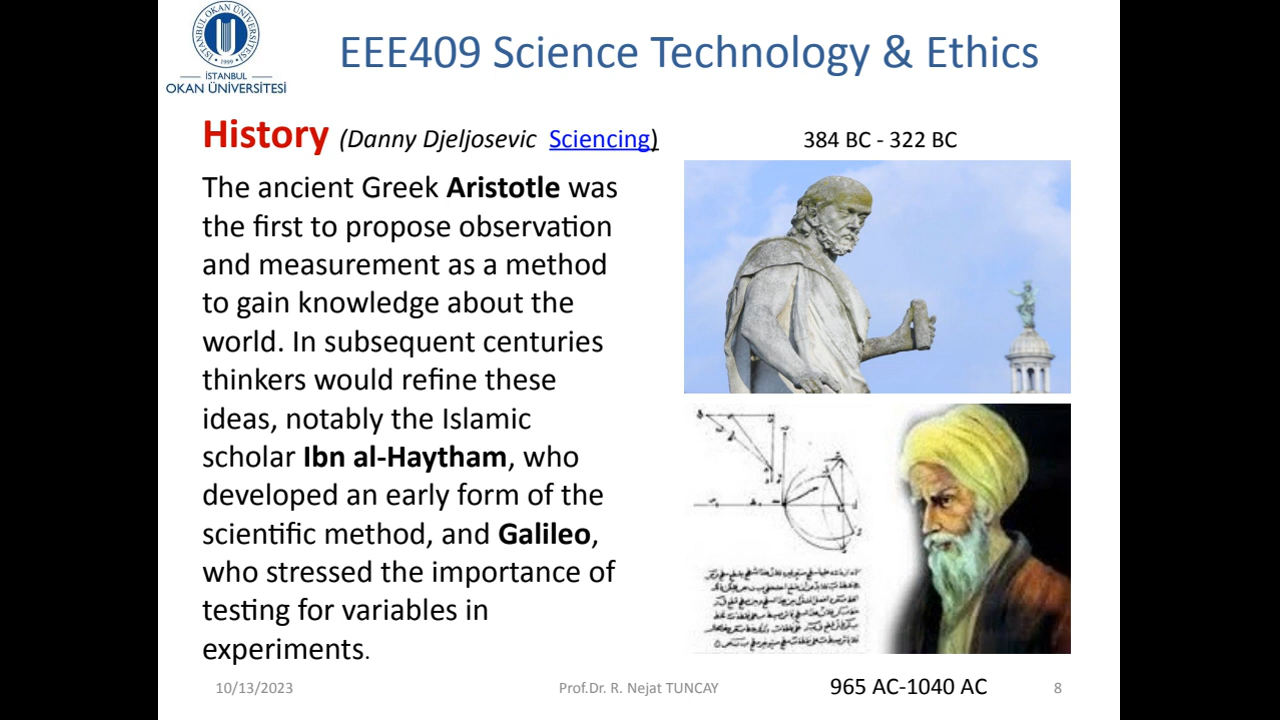 İSTANBUL OKAN ÜNİVERSİTESİ
1999
İSTANBUL
OKAN ÜNİVERSİTESİ
EEE409 Science Technology & Ethics
History (Danny Djeljosevic Sciencing)
384 BC - 322 BC
The ancient Greek Aristotle was
the first to propose observation
and measurement as a method
to gain knowledge about the
world. In subsequent centuries
thinkers would refine these
ideas, notably the Islamic
scholar Ibn al-Haytham, who
developed an early form of the
scientific method, and Galileo,
who stressed the importance of
testing for variables in
experiments.
10/13/2023
Prof.Dr. R. Nejat TUNCAY
965 AC-1040 AC
8